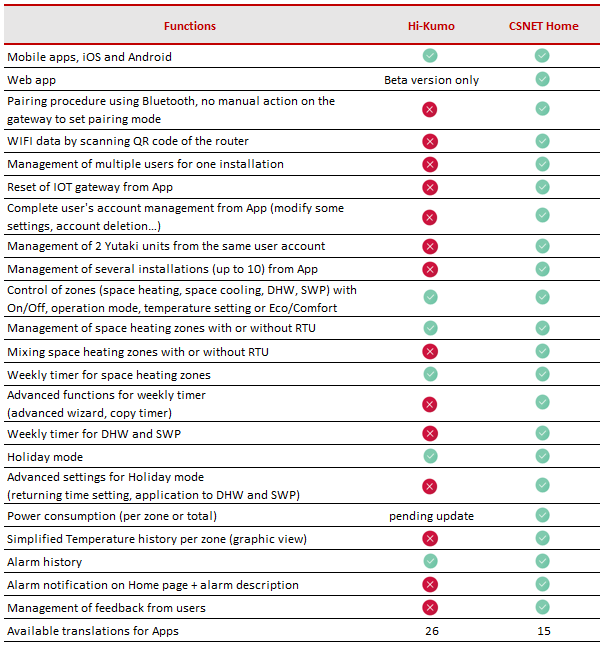 Functions Hi-Kumo CSNET Home
Mobile apps, iOS and Android
Web app Beta version only
Pairing procedure using Bluetooth, no manual action on the
gateway to set pairing mode
WIFI data by scanning QR code of the router
Management of multiple users for one installation
Reset of IOT gateway from App
Complete user's account management from App (modify some
settings, account deletion...)
Management of 2 Yutaki units from the same user account
Management of several installations (up to 10) from App
Control of zones (space heating, space cooling, DHW, SWP) with
On/Off, operation mode, temperature setting or Eco/Comfort
Management of space heating zones with or without RTU
Mixing space heating zones with or without RTU
Weekly timer for space heating zones
Advanced functions for weekly timer
(advanced wizard, copy timer)
Weekly timer for DHW and SWP
Holiday mode
Advanced settings for Holiday mode
(returning time setting, application to DHW and SWP)
Power consumption (per zone or total) pending update
Simplified Temperature history per zone (graphic view)
Alarm history
Alarm notification on Home page + alarm description
Management of feedback from users
Available translations for Apps 26 15